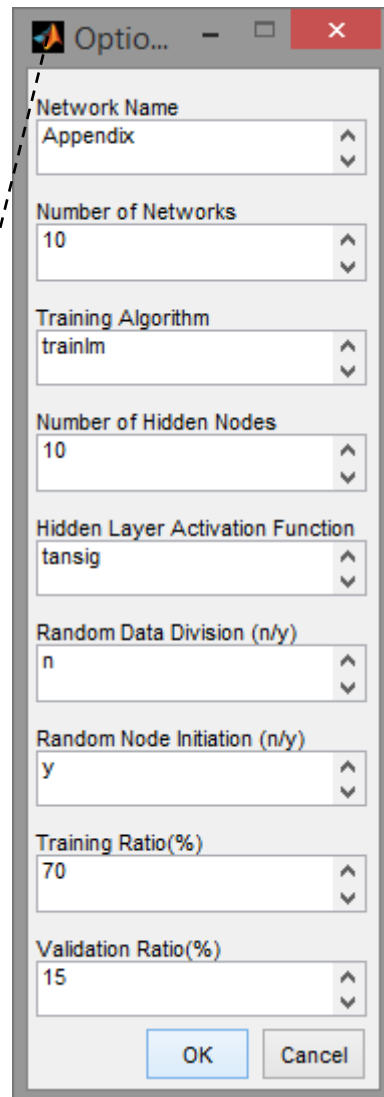 Optio...
Network Name
Appendix
Number of Networks
10
Training Algorithm
trainlm
Number of Hidden Nodes
10
Hidden Layer Activation Function
tansig
Random Data Division (n/y)
n
Random Node Initiation (n/y)
y
Training Ratio(%)
70
Validation Ratio(%)
15
OK Cancel